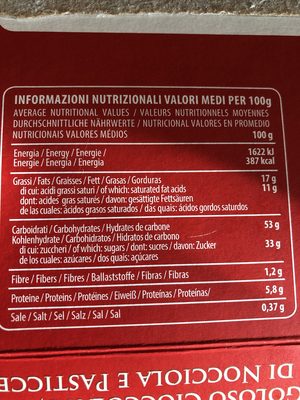 INFORMAZIONI NUTRIZIONALI VALORI MEDI PER 100g
AVERAGE NUTRITIONAL VALUES / VALEURS NUTRITIONNELS MOYENNES
DURCHSCHNITTLICHE NÄHRWERTE / NUTRICIONAL VALORES EN PROMEDIO
NUTRICIONAIS VALORES MÉDIOS 100 g
Energia / Energy / Energie / 1622 kJ
Energie / Energía / Energia 387 kcal
Grassi / Fats / Graisses / Fett / Grasas / Gorduras 17 g
di cui: acidi grassi saturi / of which: saturated fat acids 11 g
dont: acides gras saturés / davon: gesättigte Fettsäuren
de las cuales: ácidos grasos saturados / das quais: ácidos gordos saturdos
Carboidrati / Carbohydrates / Hydrates de carbone 53 g
Kohlenhydrate / Carbohidratos / Hidratos de carbono
di cui: zuccheri / of which: sugars / dont: sucres / davon: Zucker 33 g
de los cuales: azúcares / dos quais: açúcares
Fibre / Fibers / Fibres / Ballaststoffe / Fibras / Fibras 1,2 g
Proteine / Proteins / Protéines / Eiweiß / Proteínas / Proteínas/ 5,8 g
Sale / Salt / Sel / Salz / Sal / Sal 0,37 g
DI NOCCIOLA E PASTICCE
GOLOSO